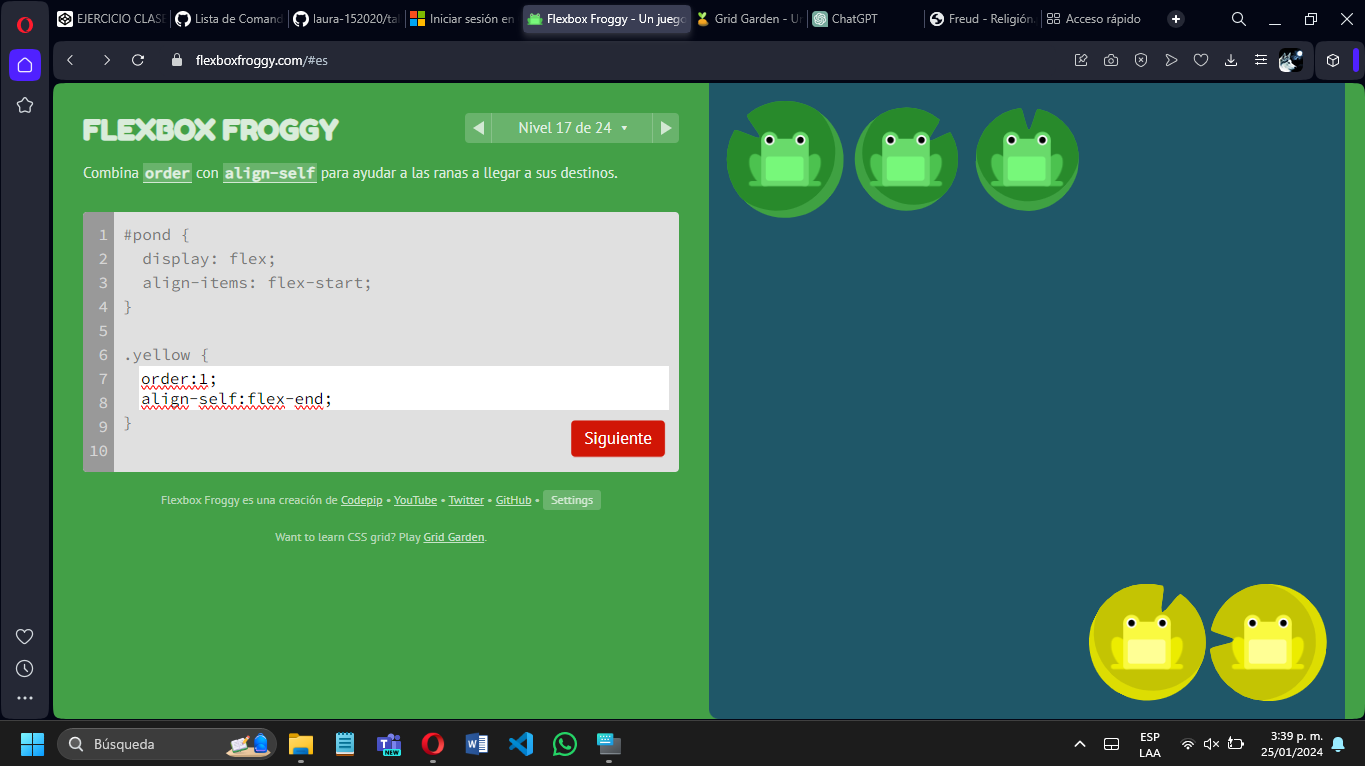 EJERCICIO CLASE
Lista de Comand
laura-152020/tal
Iniciar sesión en
Flexbox Froggy - Un juego
Grid Garden - Un
ChatGPT
Freud - Religión.
Acceso rápido
flexboxfroggy.com/#es
FLEXBOX FROGGY
Nivel 17 de 24
Combina order con align-self para ayudar a las ranas a llegar a sus destinos.
1 #pond {
2 display: flex;
3 align-items: flex-start;
4 }
5
6 .yellow {
7 order:1;
8 align-self:flex-end;
9 }
10
Siguiente
Flexbox Froggy es una creación de Codepip • YouTube • Twitter • GitHub • Settings
Want to learn CSS grid? Play Grid Garden.
Búsqueda
NEW
ESP
LAA
3:39 p. m.
25/01/2024